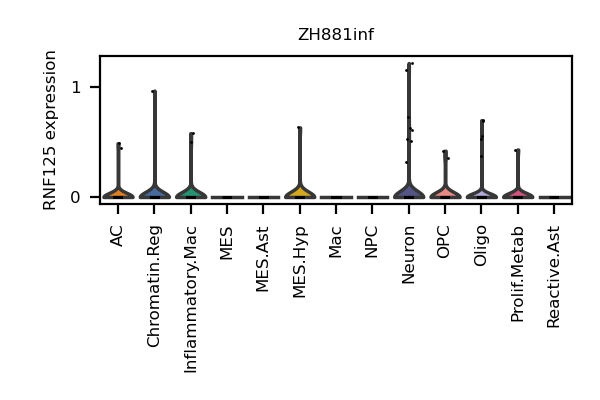 ZH881inf
RNF125 expression
1
0
AC
Chromatin.Reg
Inflammatory.Mac
MES
MES.Ast
MES.Hyp
Mac
NPC
Neuron
OPC
Oligo
Prolif.Metab
Reactive.Ast